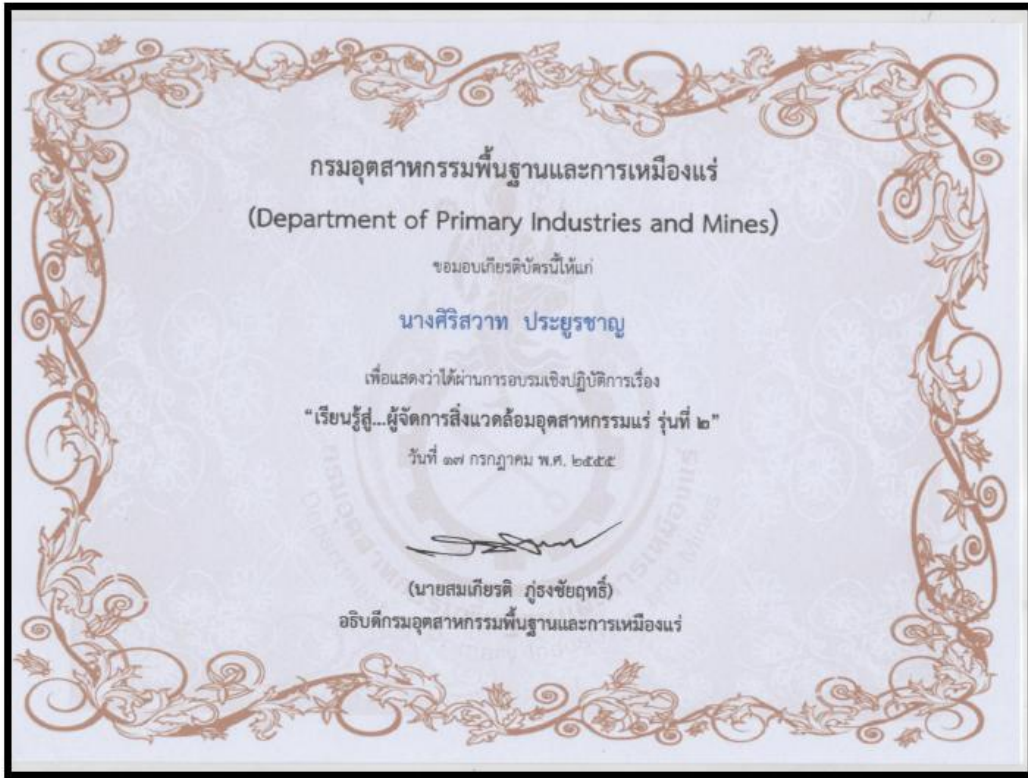 กรมอุตสาหกรรมพื้นฐานและการเหมืองแร่
(Department of Primary Industries and Mines)
ขอมอบเกียรติบัตรนี้ให้แก่
นางศิริสวาท ประยูรชาญ
เพื่อแสดงว่าได้ผ่านการอบรมเชิงปฏิบัติการเรื่อง
“เรียนรู้สู่...ผู้จัดการสิ่งแวดล้อมอุตสาหกรรมแร่ รุ่นที่ ๒”
วันที่ ๑๗ กรกฎาคม พ.ศ. ๒๕๕๕
(นายสมเกียรติ ภู่ธงชัยฤทธิ์)
อธิบดีกรมอุตสาหกรรมพื้นฐานและการเหมืองแร่